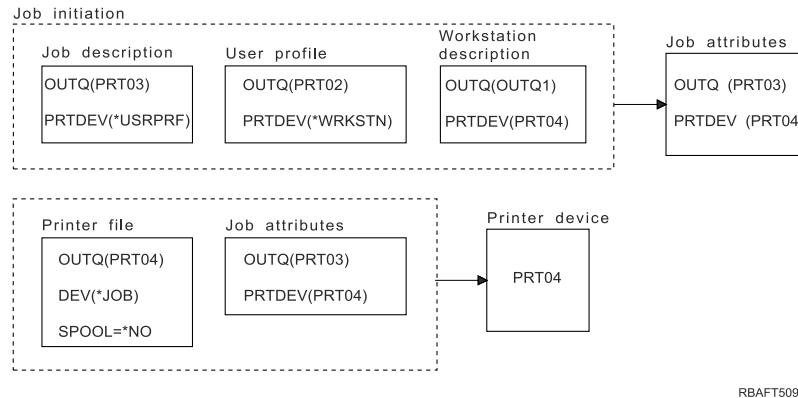 Job initiation
Job description
OUTQ(PRT03)
PRTDEV(*USRPRF)
User profile
OUTQ(PRT02)
PRTDEV(*WRKSTN)
Workstation
description
OUTQ(OUTQ1)
PRTDEV(PRT04)
Job attributes
OUTQ (PRT03)
PRTDEV (PRT04
Printer file
OUTQ(PRT04)
DEV(*JOB)
SPOOL=*NO
Job attributes
OUTQ(PRT03)
PRTDEV(PRT04)
Printer device
PRT04
RBAFT509